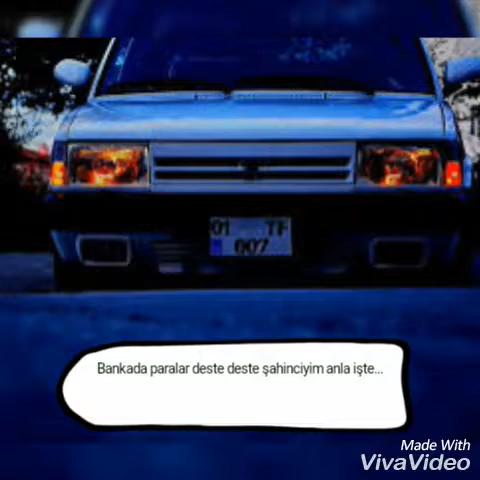 01 TF
007
Bankada paralar deste deste şahinciyim anla işte...
Made With
VivaVideo